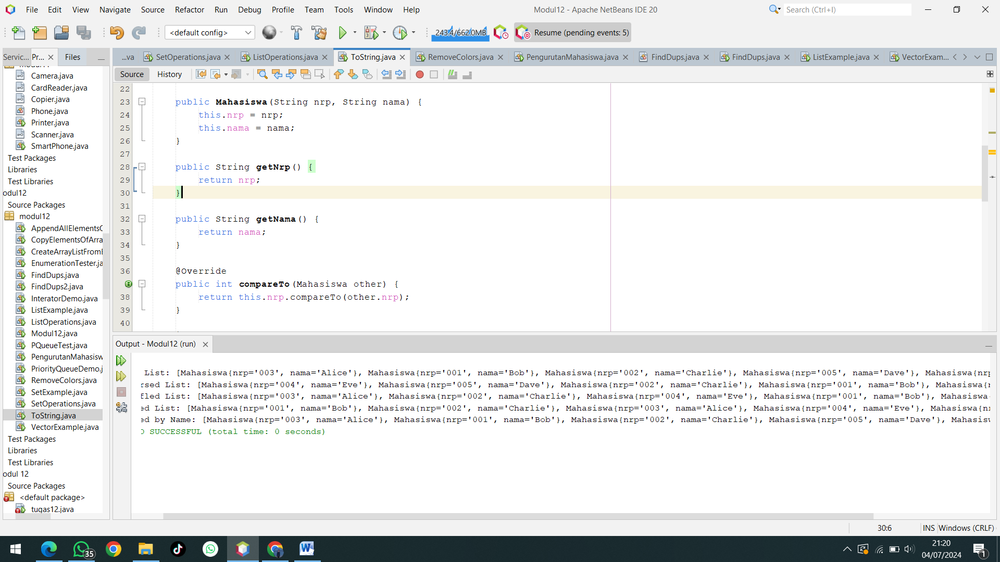 File Edit View Navigate Source Refactor Run Debug Profile Team Tools Window Help
Modul12 - Apache NetBeans IDE 20
Search (Ctrl+I)
<default config>
243.4/662.0MB
Resume (pending events: 5)
Servic...
Pr...
Files
...va
SetOperations.java
ListOperations.java
ToString.java
RemoveColors.java
PengurutanMahasiswa.java
FindDups.java
FindDups.java
ListExample.java
VectorExam...
Source
History
Camera.java
CardReader.java
Copier.java
Phone.java
Printer.java
Scanner.java
SmartPhone.java
Test Packages
Libraries
Test Libraries
odul12
Source Packages
modul12
AppendAllElementsC
CopyElementsOfArra
CreateArrayListFrom
EnumerationTester.ja
FindDups.java
FindDups2.java
InteratorDemo.java
ListExample.java
ListOperations.java
Modul12.java
PQueueTest.java
PengurutanMahasisw
PriorityQueueDemo.j
RemoveColors.java
SetExample.java
SetOperations.java
ToString.java
VectorExample.java
Test Packages
Libraries
Test Libraries
odul 12
Source Packages
<default package>
tugas12.java
22
23 public Mahasiswa(String nrp, String nama) {
24 this.nrp = nrp;
25 this.nama = nama;
26 }
27
28 public String getNrp() {
29 return nrp;
30 }
31
32 public String getNama() {
33 return nama;
34 }
35
36 @Override
public int compareTo(Mahasiswa other) {
38 return this.nrp.compareTo(other.nrp);
39 }
40
Output - Modul12 (run)
List: [Mahasiswa{nrp='003', nama='Alice'}, Mahasiswa{nrp='001', nama='Bob'}, Mahasiswa{nrp='002', nama='Charlie'}, Mahasiswa{nrp='005', nama='Dave'}, Mahasiswa{nrp
rsed List: [Mahasiswa{nrp='004', nama='Eve'}, Mahasiswa{nrp='005', nama='Dave'}, Mahasiswa{nrp='002', nama='Charlie'}, Mahasiswa{nrp='001', nama='Bob'}, Mahasiswa{
fled List: [Mahasiswa{nrp='003', nama='Alice'}, Mahasiswa{nrp='002', nama='Charlie'}, Mahasiswa{nrp='004', nama='Eve'}, Mahasiswa{nrp='001', nama='Bob'}, Mahasiswa
ed List: [Mahasiswa{nrp='001', nama='Bob'}, Mahasiswa{nrp='002', nama='Charlie'}, Mahasiswa{nrp='003', nama='Alice'}, Mahasiswa{nrp='004', nama='Eve'}, Mahasiswa{n
ed by Name: [Mahasiswa{nrp='003', nama='Alice'}, Mahasiswa{nrp='001', nama='Bob'}, Mahasiswa{nrp='002', nama='Charlie'}, Mahasiswa{nrp='005', nama='Dave'}, Mahasis
SUCCESSFUL (total time: 0 seconds)
30:6
INS
Windows (CRLF)
35
21:20
04/07/2024
1